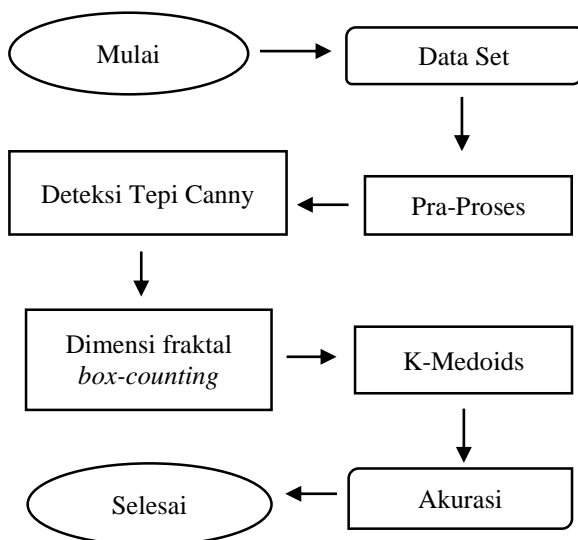 Mulai
Data Set
Pra-Proses
Deteksi Tepi Canny
Dimensi fraktal
box-counting
K-Medoids
Akurasi
Selesai